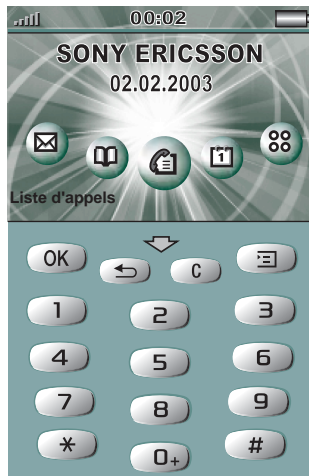 00:02
SONY ERICSSON
02.02.2003
1
Liste d'appels
OK C
1 2 3
4 5 6
7 8 9
* 0+ #